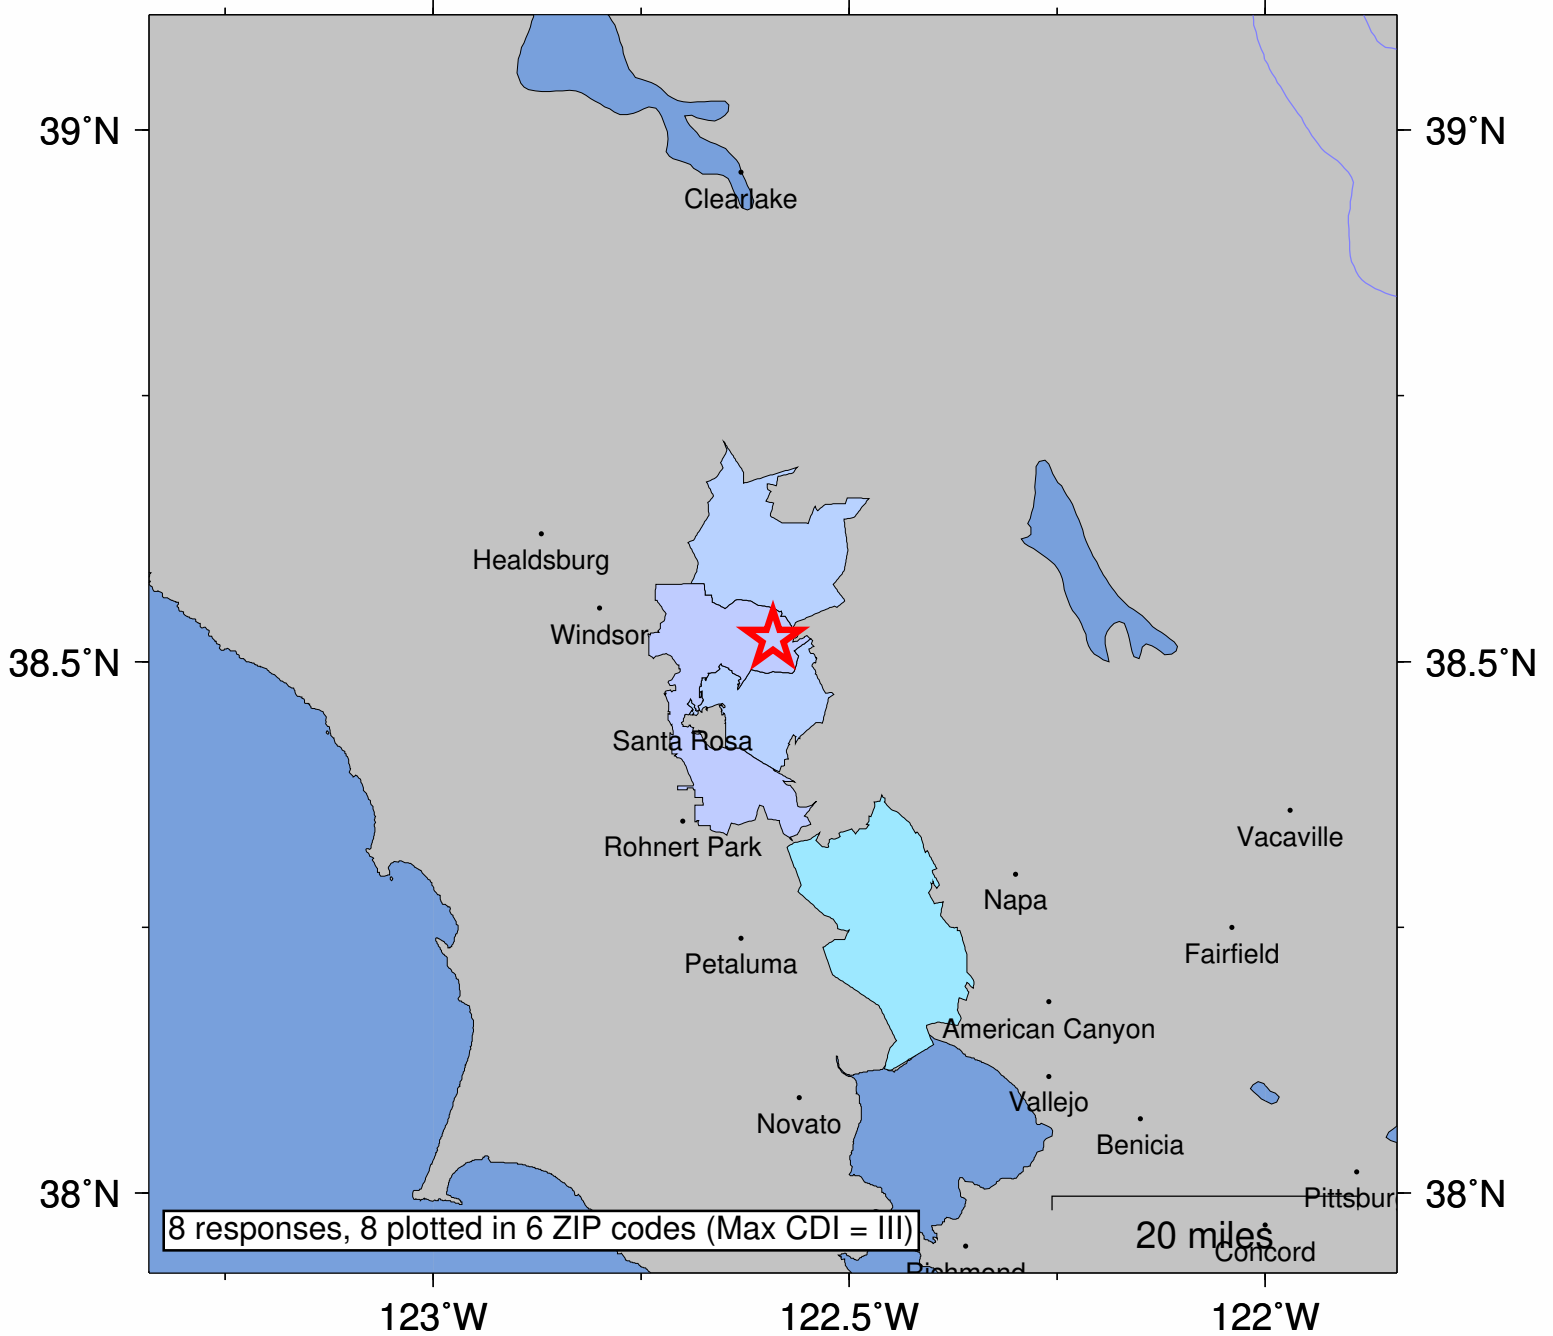 39°N
39°N
Clearlake
Healdsburg
Windsor
38.5°N
38.5°N
Santa Rosa
Rohnert Park
Vacaville
Napa
Petaluma
Fairfield
American Canyon
Vallejo
Novato
Benicia
38°N
Pittsbur
38°N
8 responses, 8 plotted in 6 ZIP codes (Max CDI = III)
20 miles
Concord
Richmond
123°W
122.5°W
122°W